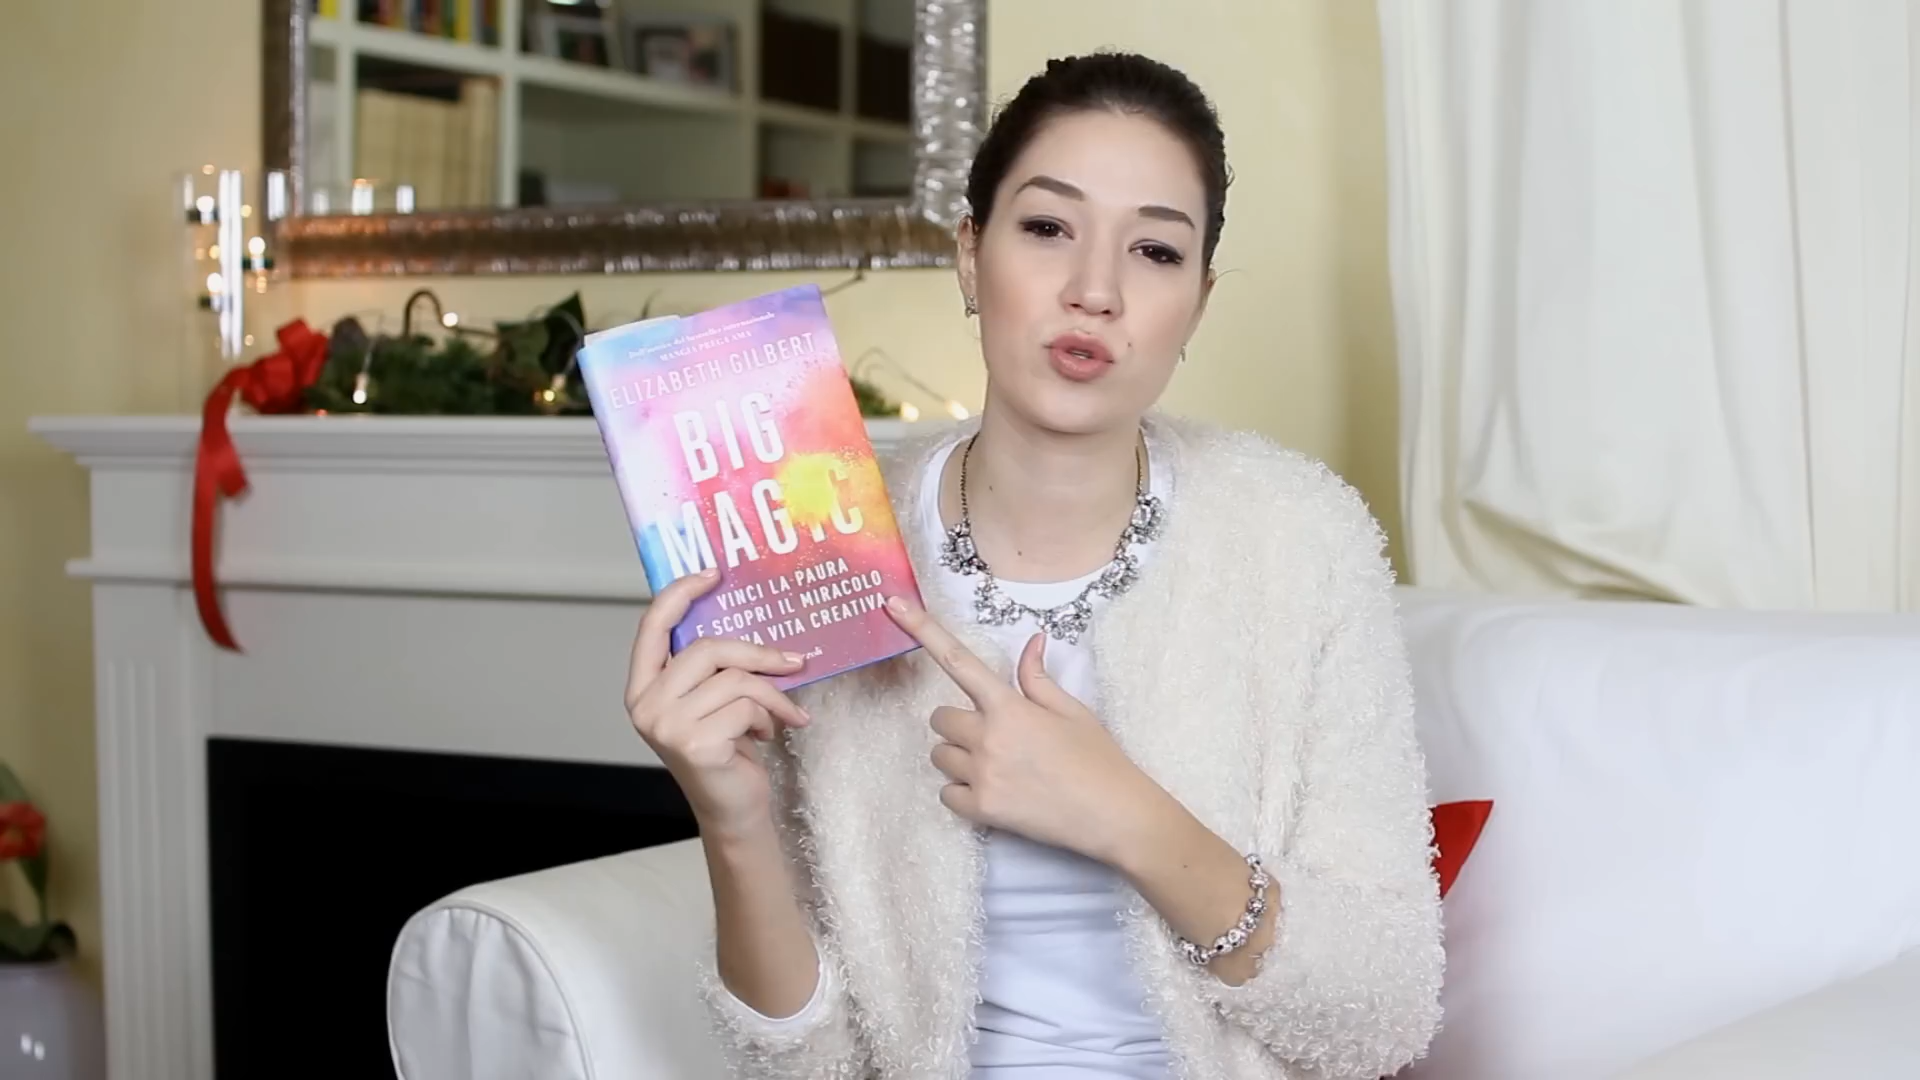 Dall'autrice del bestseller internazionale
MANGIA PREGA AMA
ELIZABETH GILBERT
BIG
MAGIC
VINCI LA PAURA
E SCOPRI IL MIRACOLO
VITA CREATIVA